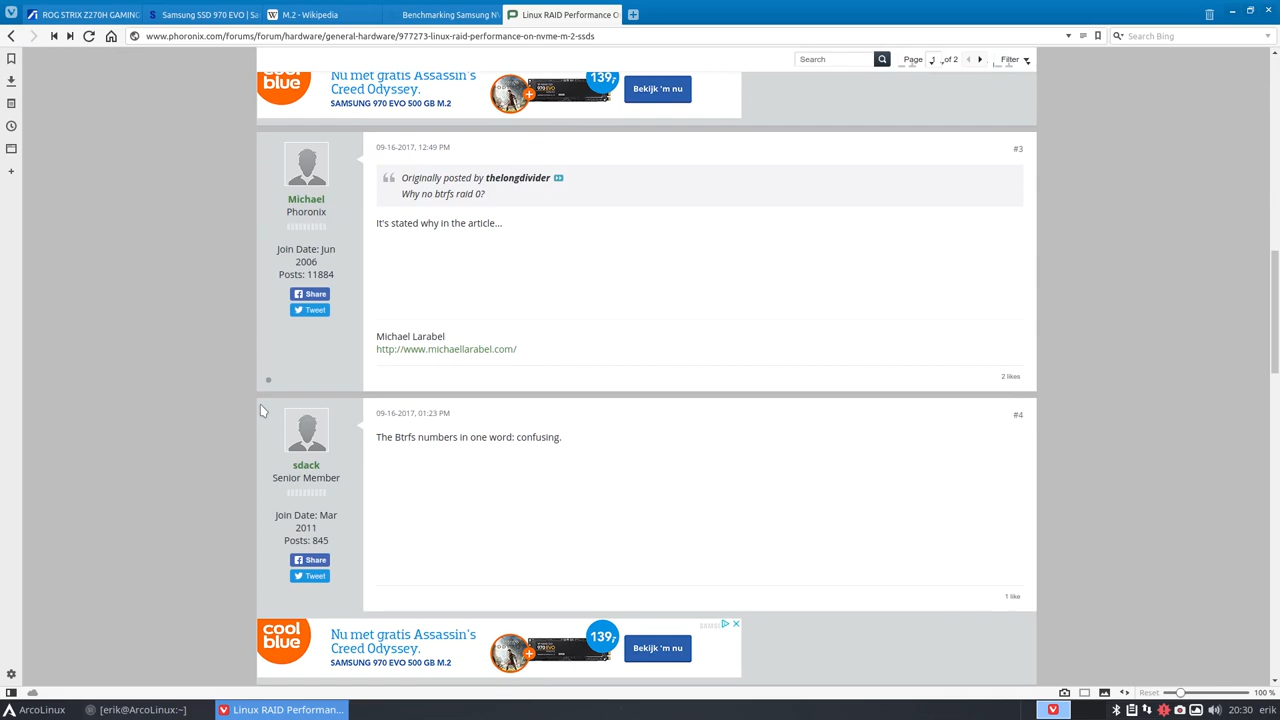 ROG STRIX Z270H GAMING
Samsung SSD 970 EVO | Sa
M.2 - Wikipedia
Benchmarking Samsung NV
Linux RAID Performance O
www.phoronix.com/forums/forum/hardware/general-hardware/977273-linux-raid-performance-on-nvme-m-2-ssds
Search Bing
Search
Page 1 of 2
Filter
cool blue
Nu met gratis Assassin's
Creed Odyssey.
SAMSUNG 970 EVO 500 GB M.2
139,-
Bekijk 'm nu
09-16-2017, 12:49 PM
#3
Originally posted by thelongdivider
Why no btrfs raid 0?
Michael
Phoronix
It's stated why in the article...
Join Date: Jun
2006
Posts: 11884
Share
Tweet
Michael Larabel
http://www.michaellarabel.com/
2 likes
09-16-2017, 01:23 PM
#4
The Btrfs numbers in one word: confusing.
sdack
Senior Member
Join Date: Mar
2011
Posts: 845
Share
Tweet
1 like
cool
blue
Nu met gratis Assassin's
Creed Odyssey.
SAMSUNG 970 EVO 500 GB M.2
139,-
Bekijk 'm nu
Reset
100 %
ArcoLinux
[erik@ArcoLinux:~]
Linux RAID Performan...
20:30
erik